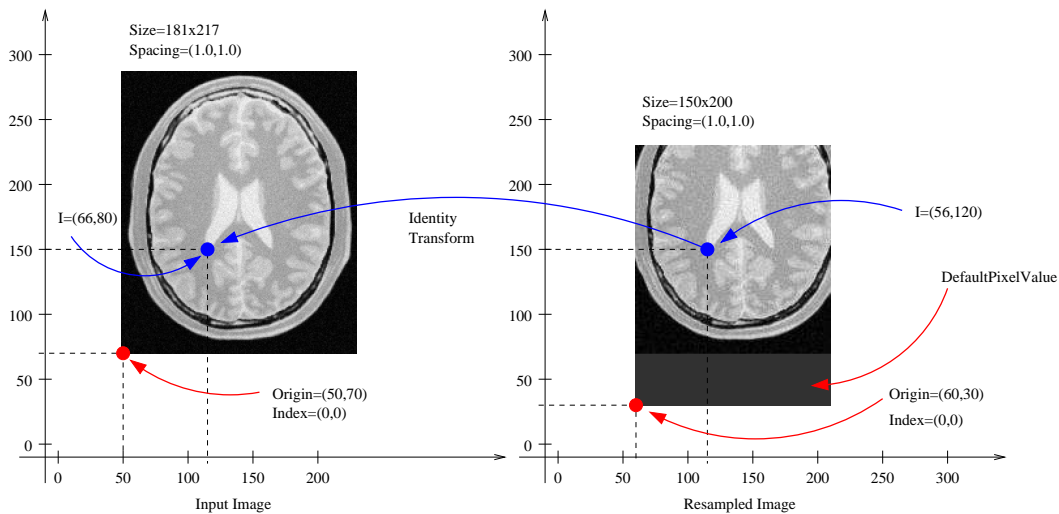 Size=181x217
Spacing=(1.0,1.0)
300
250
200
150
100
50
0
I=(66,80)
Origin=(50,70)
Index=(0,0)
0 50 100 150 200
Input Image
Identity
Transform
Size=150x200
Spacing=(1.0,1.0)
300
250
200
150
100
50
0
I=(56,120)
DefaultPixelValue
Origin=(60,30)
Index=(0,0)
0 50 100 150 200 250 300
Resampled Image